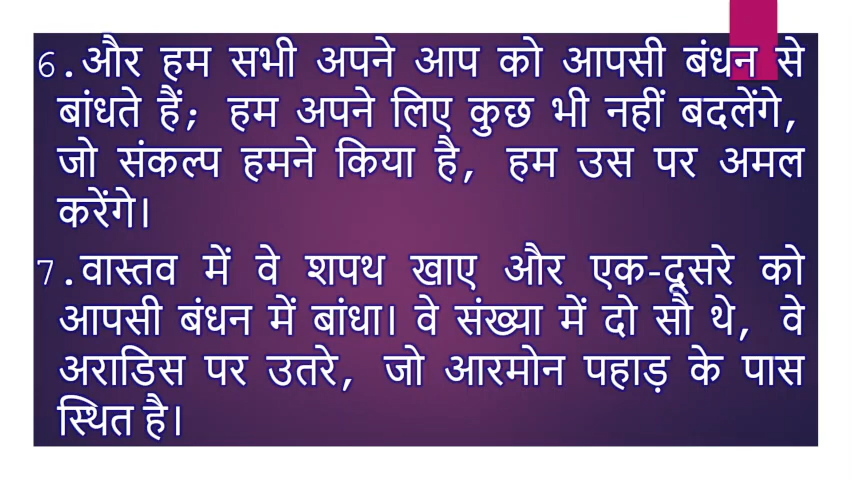 6.और हम सभी अपने आप को आपसी बंधन से
बांधते हैं; हम अपने लिए कुछ भी नहीं बदलेंगे,
जो संकल्प हमने किया है, हम उस पर अमल
करेंगे।
7.वास्तव में वे शपथ खाए और एक-दूसरे को
आपसी बंधन में बांधा। वे संख्या में दो सौ थे, वे
अराडिस पर उतरे, जो आरमोन पहाड़ के पास
स्थित है।